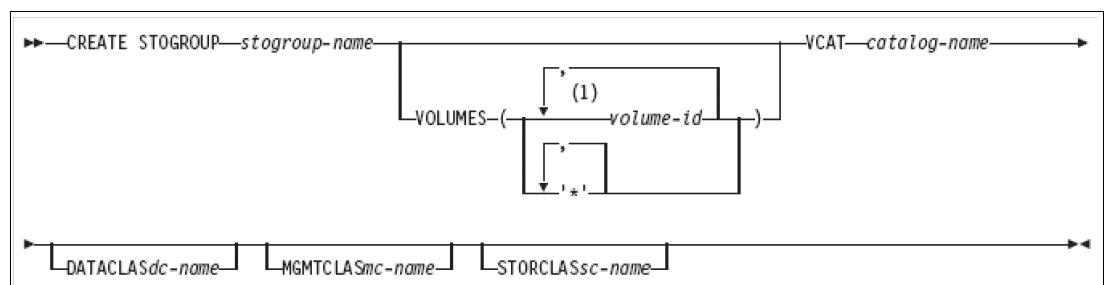 CREATE STOGROUP stogroup-name VCAT catalog-name
,
(1)
VOLUMES ( volume-id )
,
'*'
DATACLASdc-name MGMTCLASmc-name STORCLASsc-name